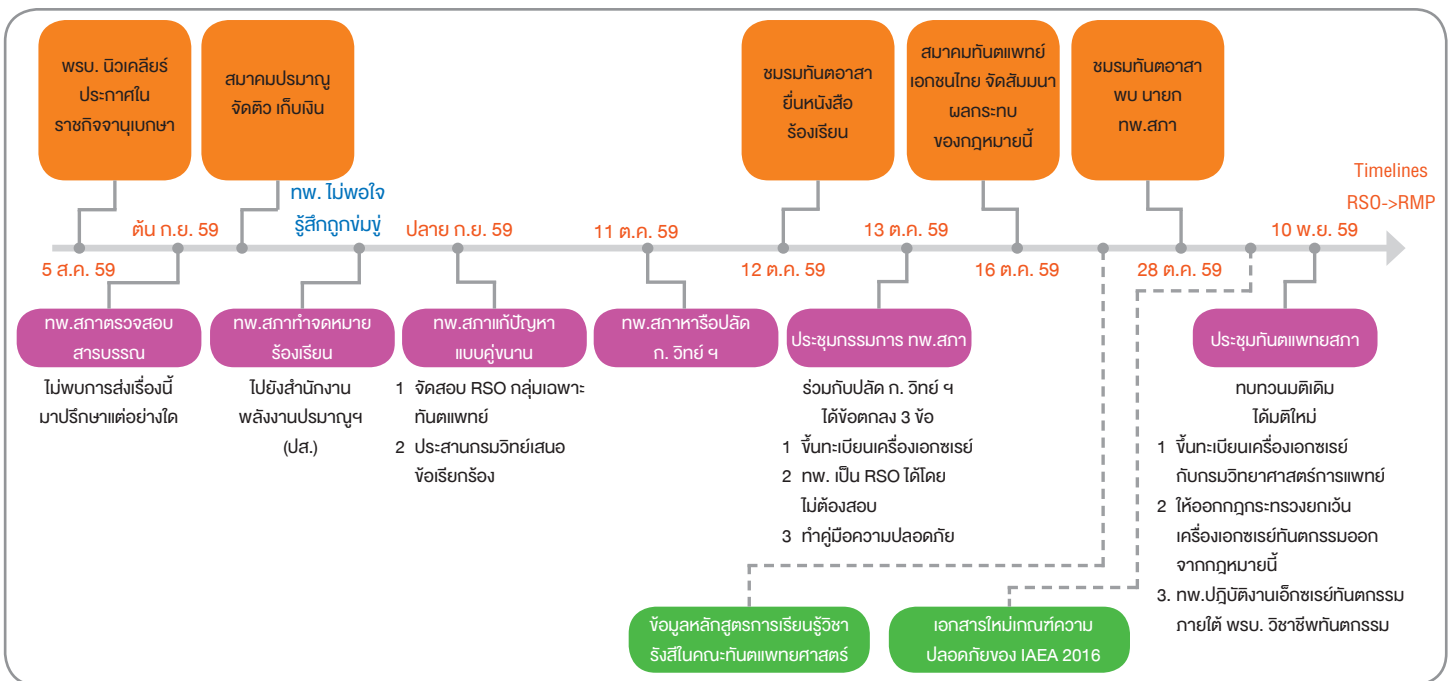 พรบ. นิวเคลียร์
ประกาศใน
ราชกิจจานุเบกษา
สมาคมปรมาณู
จัดติว เก็บเงิน
ชมรมทันตอาสา
ยื่นหนังสือ
ร้องเรียน
สมาคมทันตแพทย์
เอกชนไทย จัดสัมมนา
ผลกระทบ
ของกฎหมายนี้
ชมรมทันตอาสา
พบ นายก
ทพ.สภา
Timelines
RSO->RMP
ทพ. ไม่พอใจ
รู้สึกถูกข่มขู่
5 ส.ค. 59
ต้น ก.ย. 59
ปลาย ก.ย. 59
11 ต.ค. 59
12 ต.ค. 59
13 ต.ค. 59
16 ต.ค. 59
28 ต.ค. 59
10 พ.ย. 59
ทพ.สภาตรวจสอบ
สารบรรณ
ไม่พบการส่งเรื่องนี้
มาปรึกษาแต่อย่างใด
ทพ.สภาทำจดหมาย
ร้องเรียน
ไปยังสำนักงาน
พลังงานปรมาณูฯ
(ปส.)
ทพ.สภาแก้ปัญหา
แบบคู่ขนาน
1 จัดสอบ RSO กลุ่มเฉพาะ
ทันตแพทย์
2 ประสานกรมวิทย์เสนอ
ข้อเรียกร้อง
ทพ.สภาหารือปลัด
ก. วิทย์ ฯ
ประชุมกรรมการ ทพ.สภา
ร่วมกับปลัด ก. วิทย์ ฯ
ได้ข้อตกลง 3 ข้อ
1 ขึ้นทะเบียนเครื่องเอกซเรย์
2 ทพ. เป็น RSO ได้โดย
ไม่ต้องสอบ
3 ทำคู่มือความปลอดภัย
ประชุมทันตแพทยสภา
ทบทวนมติเดิม
ได้มติใหม่
1 ขึ้นทะเบียนเครื่องเอกซเรย์
กับกรมวิทยาศาสตร์การแพทย์
2 ให้ออกกฎกระทรวงยกเว้น
เครื่องเอกซเรย์ทันตกรรมออก
จากกฎหมายนี้
3. ทพ.ปฎิบัติงานเอ็กซเรย์ทันตกรรม
ภายใต้ พรบ. วิชาชีพทันตกรรม
ข้อมูลหลักสูตรการเรียนรู้วิชา
รังสีในคณะทันตแพทยศาสตร์
เอกสารใหม่เกณฑ์ความ
ปลอดภัยของ IAEA 2016